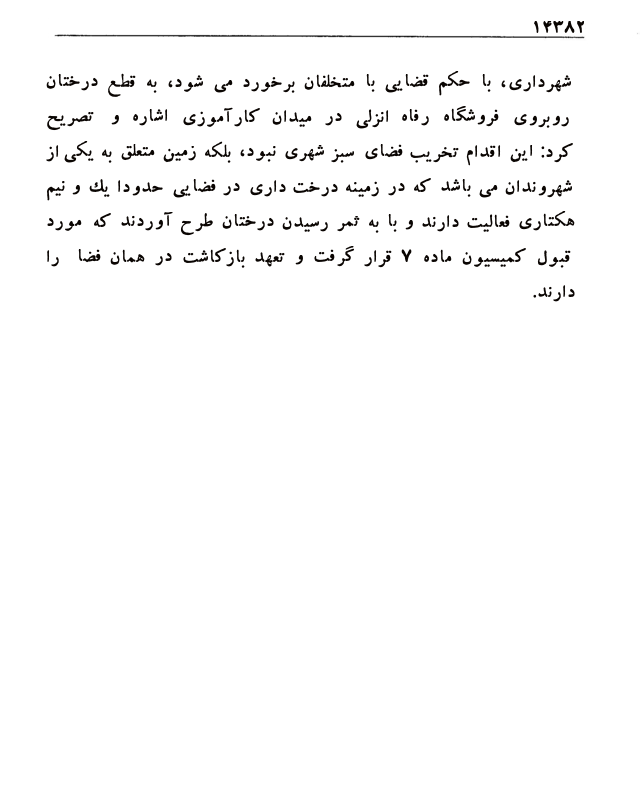 ۱۴۳۸۲
شهرداری، با حکم قضایی با متخلفان برخورد می شود، به قطع درختان
روبروی فروشگاه رفاه انزلی در میدان کارآموزی اشاره و تصریح
کرد: این اقدام تخریب فضای سبز شهری نبود، بلکه زمین متعلق به یکی از
شهروندان می باشد که در زمینه درخت داری در فضایی حدودا یك و نیم
هکتاری فعالیت دارند و با به ثمر رسیدن درختان طرح آوردند که مورد
قبول کمیسیون ماده ۷ قرار گرفت و تعهد بازکاشت در همان فضا را
دارند.